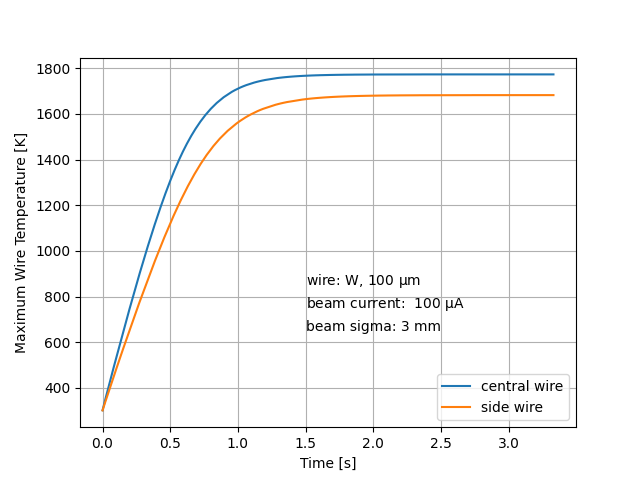 1800
1600
1400
1200
1000
800
600
400
Maximum Wire Temperature [K]
wire: W, 100 µm
beam current:  100 µA
beam sigma: 3 mm
central wire
side wire
0.0 0.5 1.0 1.5 2.0 2.5 3.0
Time [s]